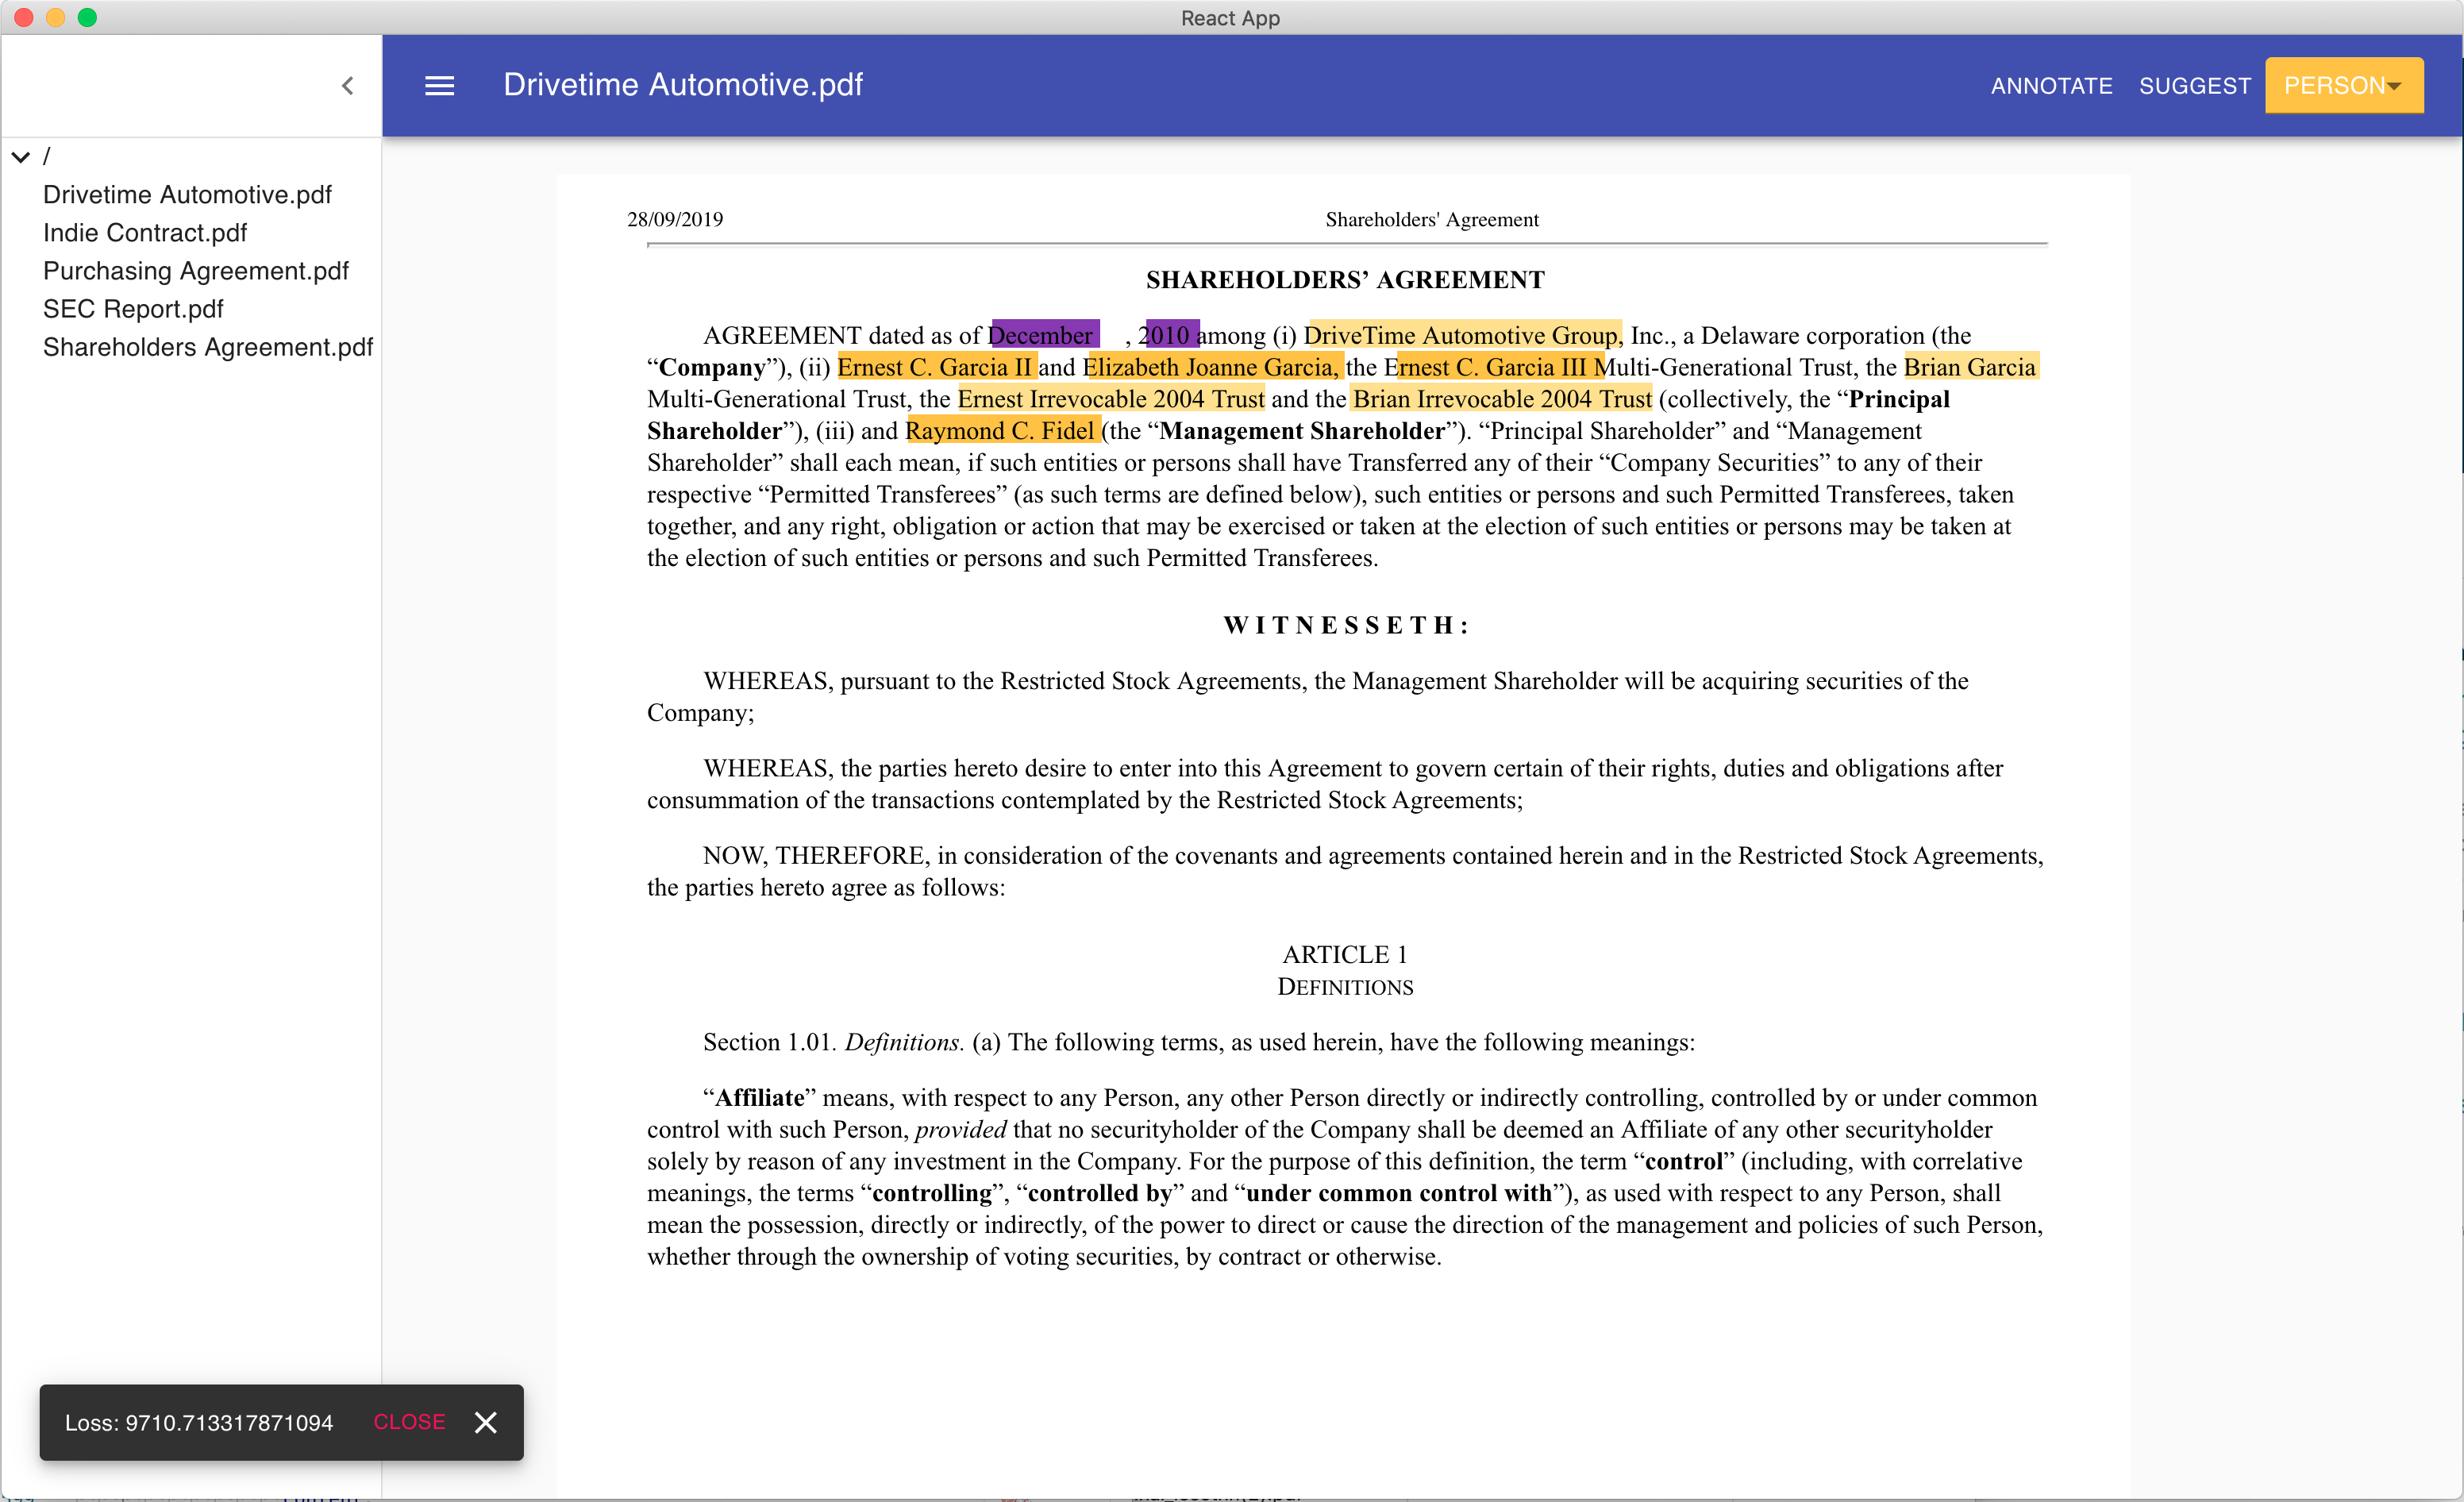 React App
Drivetime Automotive.pdf
ANNOTATE SUGGEST PERSON
/
Drivetime Automotive.pdf
Indie Contract.pdf
Purchasing Agreement.pdf
SEC Report.pdf
Shareholders Agreement.pdf
28/09/2019 Shareholders' Agreement
SHAREHOLDERS’ AGREEMENT
AGREEMENT dated as of December , 2010 among (i) DriveTime Automotive Group, Inc., a Delaware corporation (the
“Company”), (ii) Ernest C. Garcia II and Elizabeth Joanne Garcia, the Ernest C. Garcia III Multi-Generational Trust, the Brian Garcia
Multi-Generational Trust, the Ernest Irrevocable 2004 Trust and the Brian Irrevocable 2004 Trust (collectively, the “Principal
Shareholder”), (iii) and Raymond C. Fidel (the “Management Shareholder”). “Principal Shareholder” and “Management
Shareholder” shall each mean, if such entities or persons shall have Transferred any of their “Company Securities” to any of their
respective “Permitted Transferees” (as such terms are defined below), such entities or persons and such Permitted Transferees, taken
together, and any right, obligation or action that may be exercised or taken at the election of such entities or persons may be taken at
the election of such entities or persons and such Permitted Transferees.
W I T N E S S E T H :
WHEREAS, pursuant to the Restricted Stock Agreements, the Management Shareholder will be acquiring securities of the
Company;
WHEREAS, the parties hereto desire to enter into this Agreement to govern certain of their rights, duties and obligations after
consummation of the transactions contemplated by the Restricted Stock Agreements;
NOW, THEREFORE, in consideration of the covenants and agreements contained herein and in the Restricted Stock Agreements,
the parties hereto agree as follows:
ARTICLE 1
DEFINITIONS
Section 1.01. Definitions. (a) The following terms, as used herein, have the following meanings:
“Affiliate” means, with respect to any Person, any other Person directly or indirectly controlling, controlled by or under common
control with such Person, provided that no securityholder of the Company shall be deemed an Affiliate of any other securityholder
solely by reason of any investment in the Company. For the purpose of this definition, the term “control” (including, with correlative
meanings, the terms “controlling”, “controlled by” and “under common control with”), as used with respect to any Person, shall
mean the possession, directly or indirectly, of the power to direct or cause the direction of the management and policies of such Person,
whether through the ownership of voting securities, by contract or otherwise.
Loss: 9710.713317871094 CLOSE